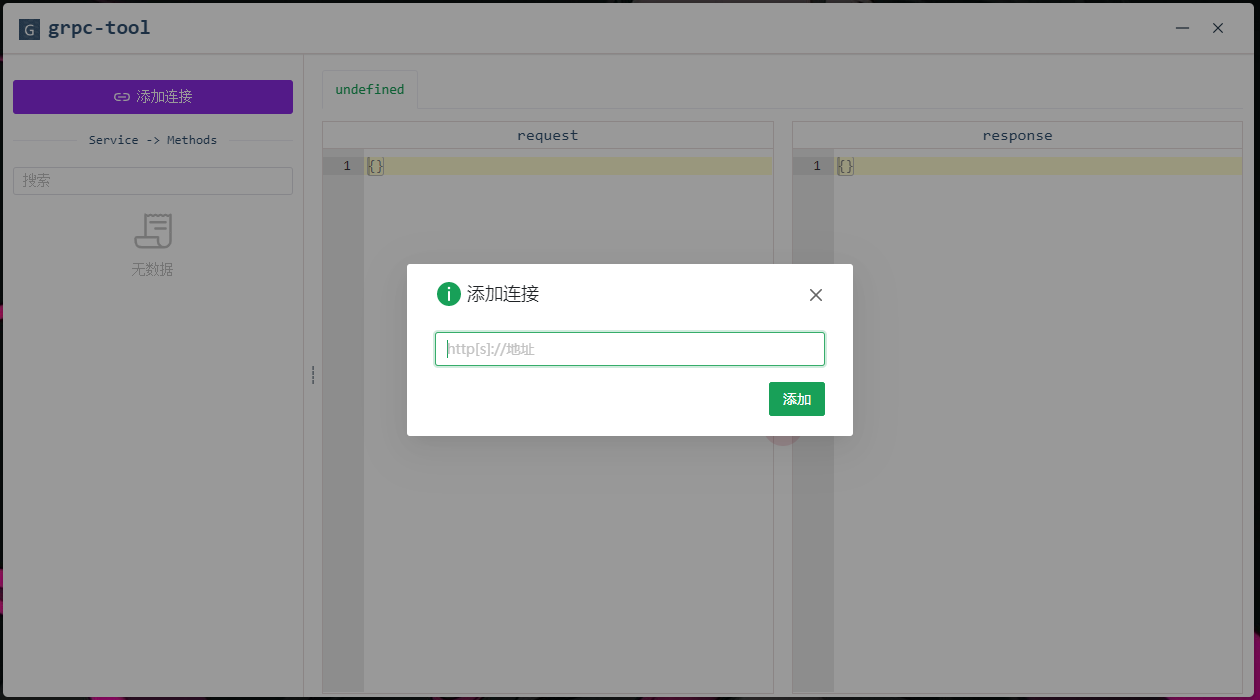 G grpc-tool
添加连接
Service -> Methods
搜索
无数据
undefined
request
1 {}
response
1 {}
添加连接
http[s]://地址
添加